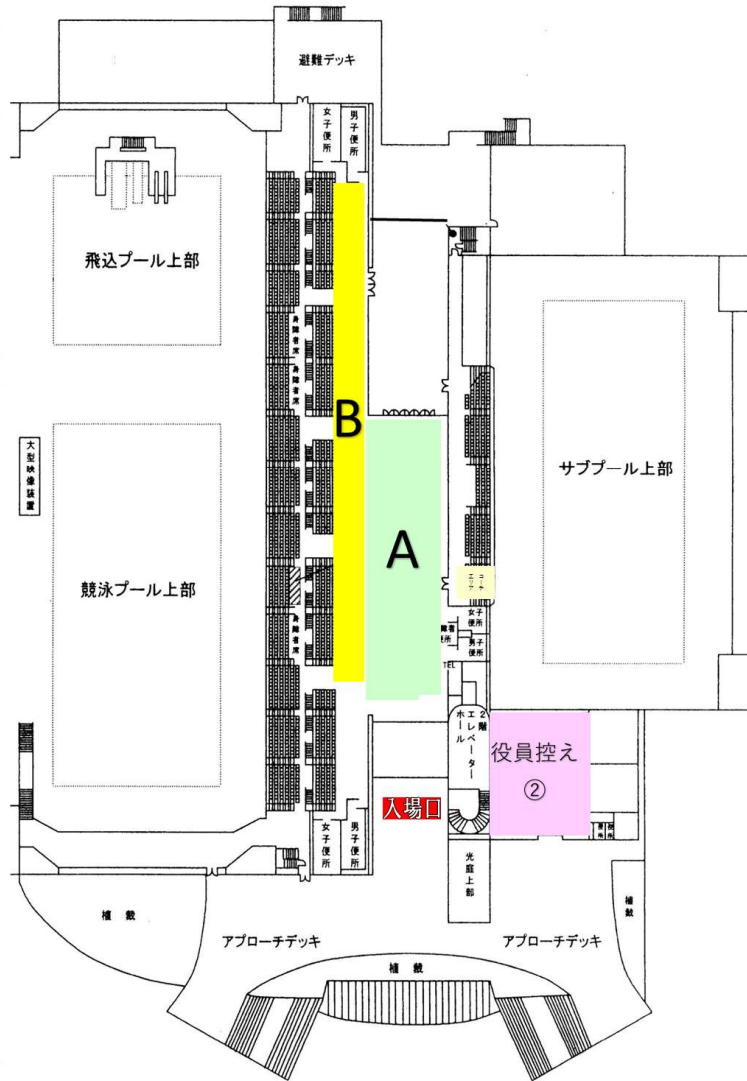 避難デッキ
女子便所
男子便所
飛込プール上部
身障者席
身障者席
B
大型映像装置
A
サブプール上部
競泳プール上部
コーチ
エリア
女子
便所
男子
便所
身障者席
TEL
2階
エレベーター
ホール
役員控え
②
入場口
女子便所
男子便所
光庭上部
植栽
植栽
アプローチデッキ
アプローチデッキ
植栽